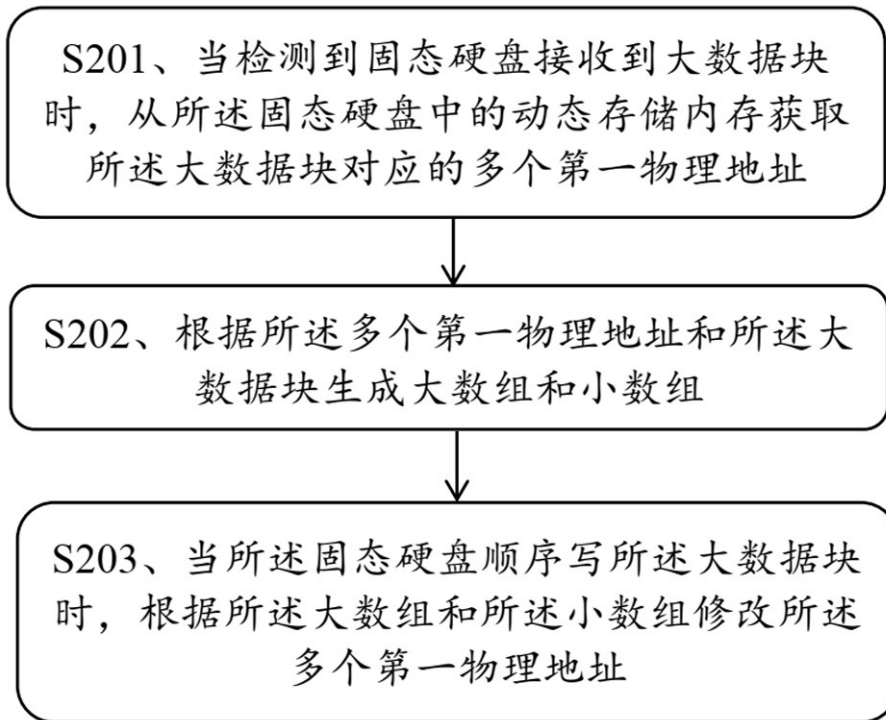 S201、当检测到固态硬盘接收到大数据块
时，从所述固态硬盘中的动态存储内存获取
所述大数据块对应的多个第一物理地址
S202、根据所述多个第一物理地址和所述大
数据块生成大数组和小数组
S203、当所述固态硬盘顺序写所述大数据块
时，根据所述大数组和所述小数组修改所述
多个第一物理地址